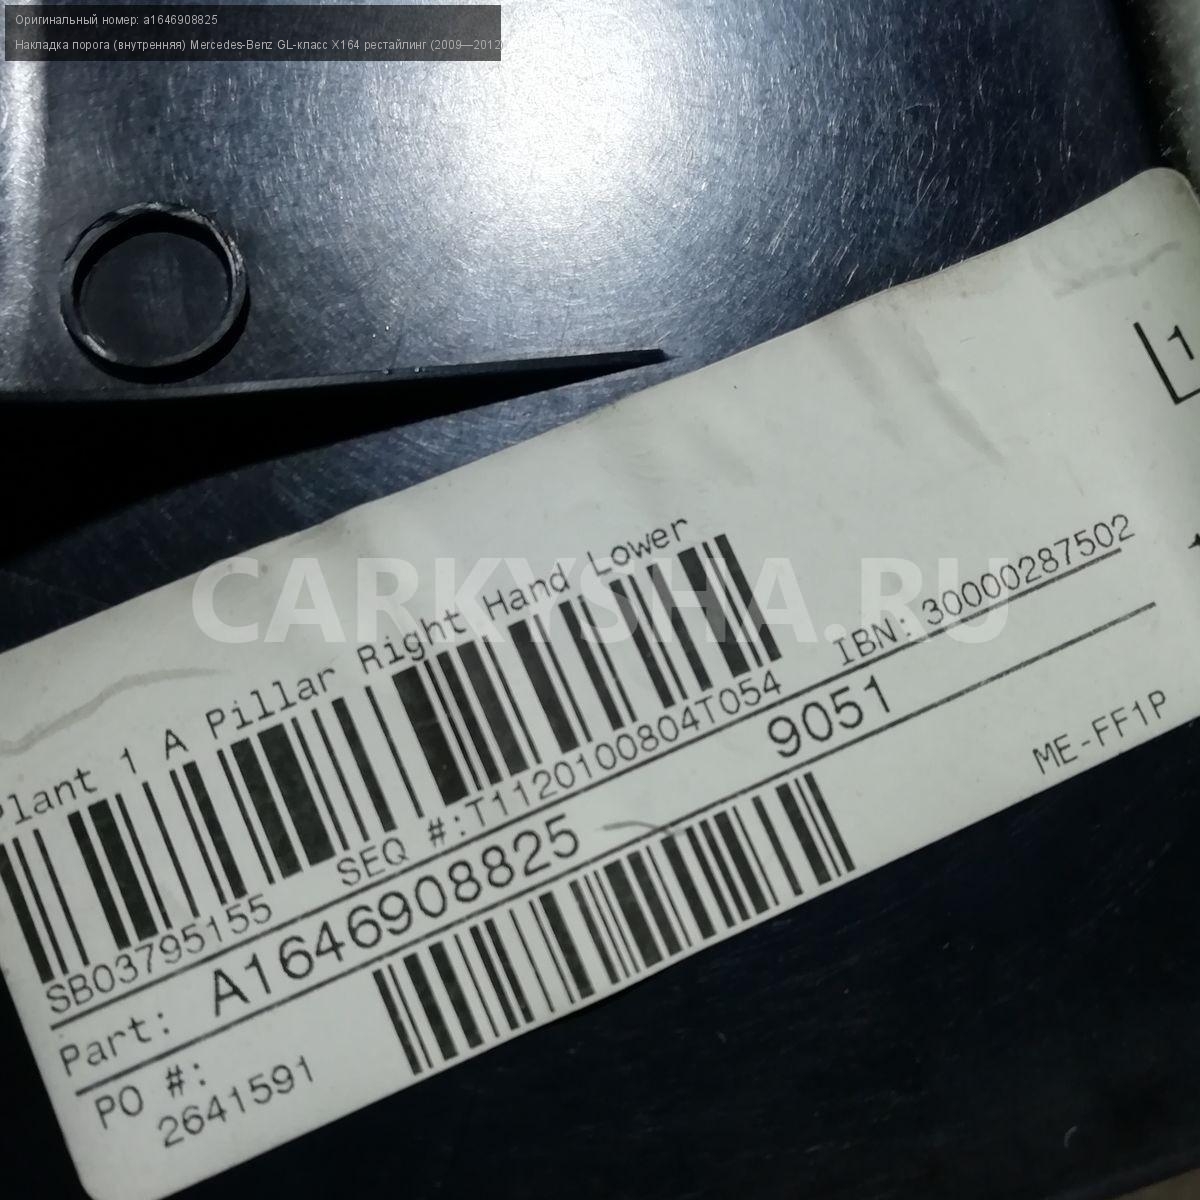 Оригинальный номер: a1646908825
Накладка порога (внутренняя) Mercedes-Benz GL-класс X164 рестайлинг (2009—2012)
CARKYSHA.RU
Plant 1 A Pillar Right Hand Lower
SB03795155 SEQ #:T1120100804T054 IBN: 30000287502
Part: A1646908825 9051
PO #:
2641591
ME-FF1P
L1